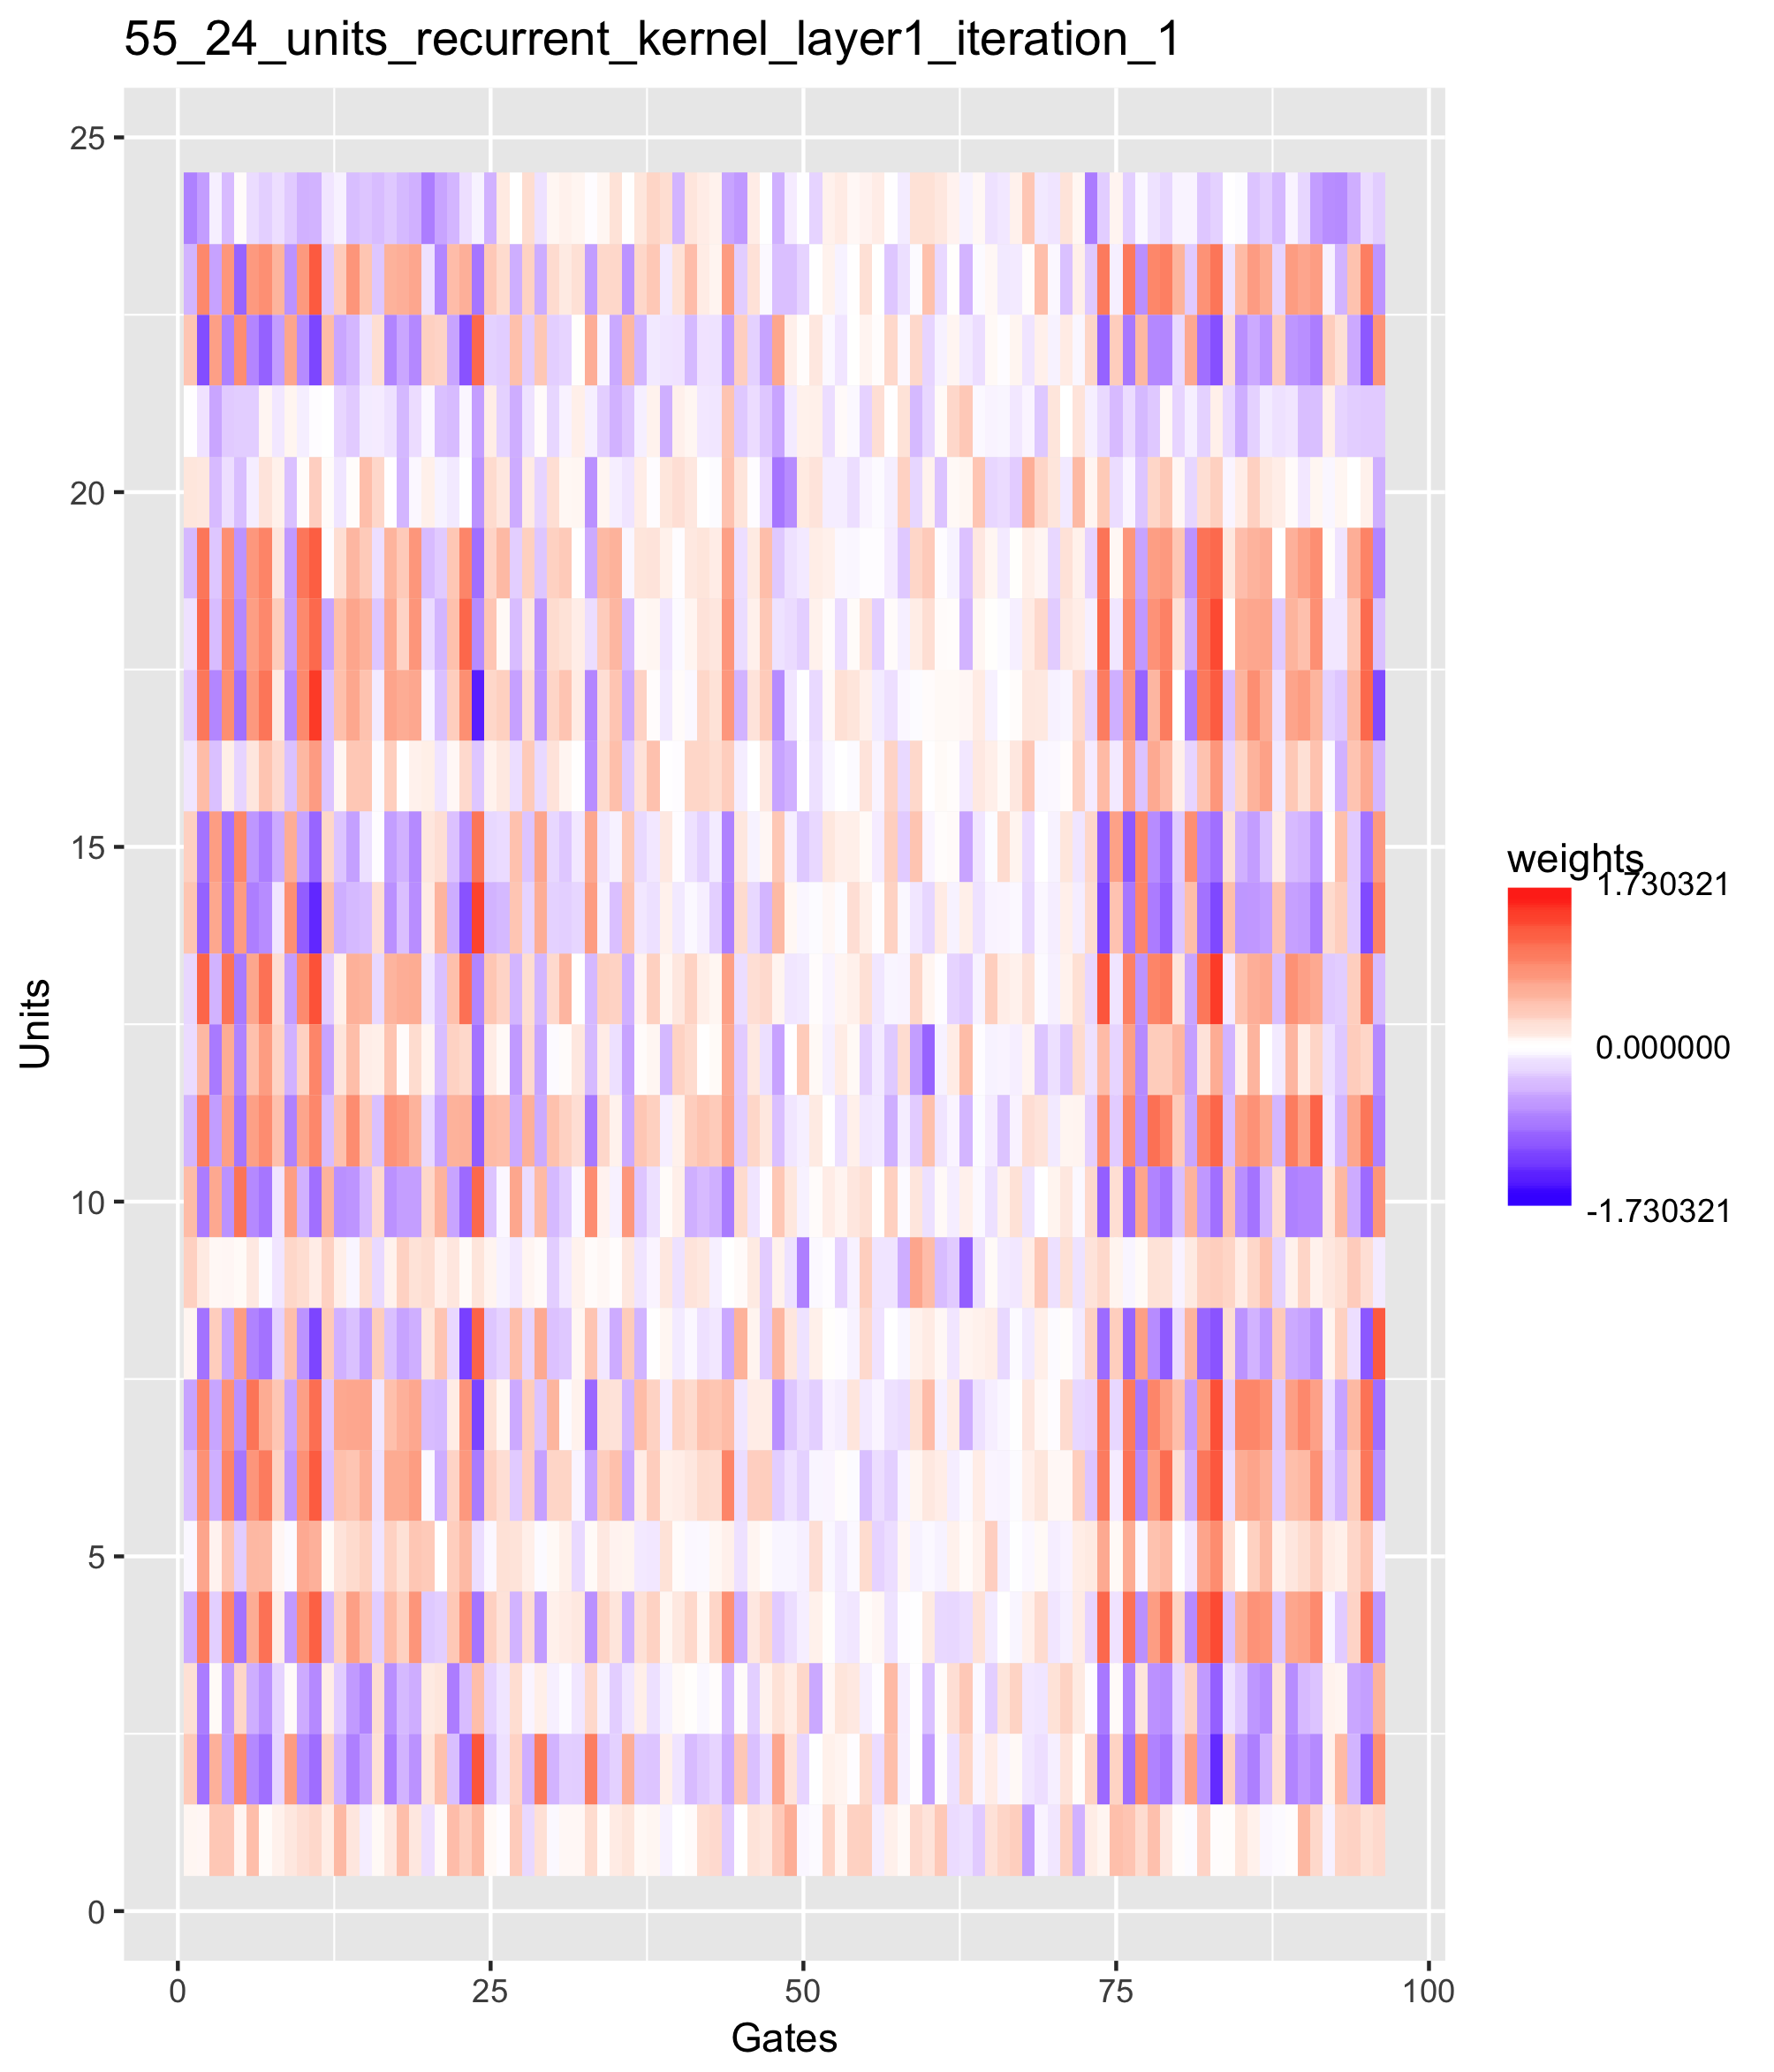 55_24_units_recurrent_kernel_layer1_iteration_1
25
20
15
10
5
0
Units
0 25 50 75 100
Gates
weights
1.730321
0.000000
-1.730321